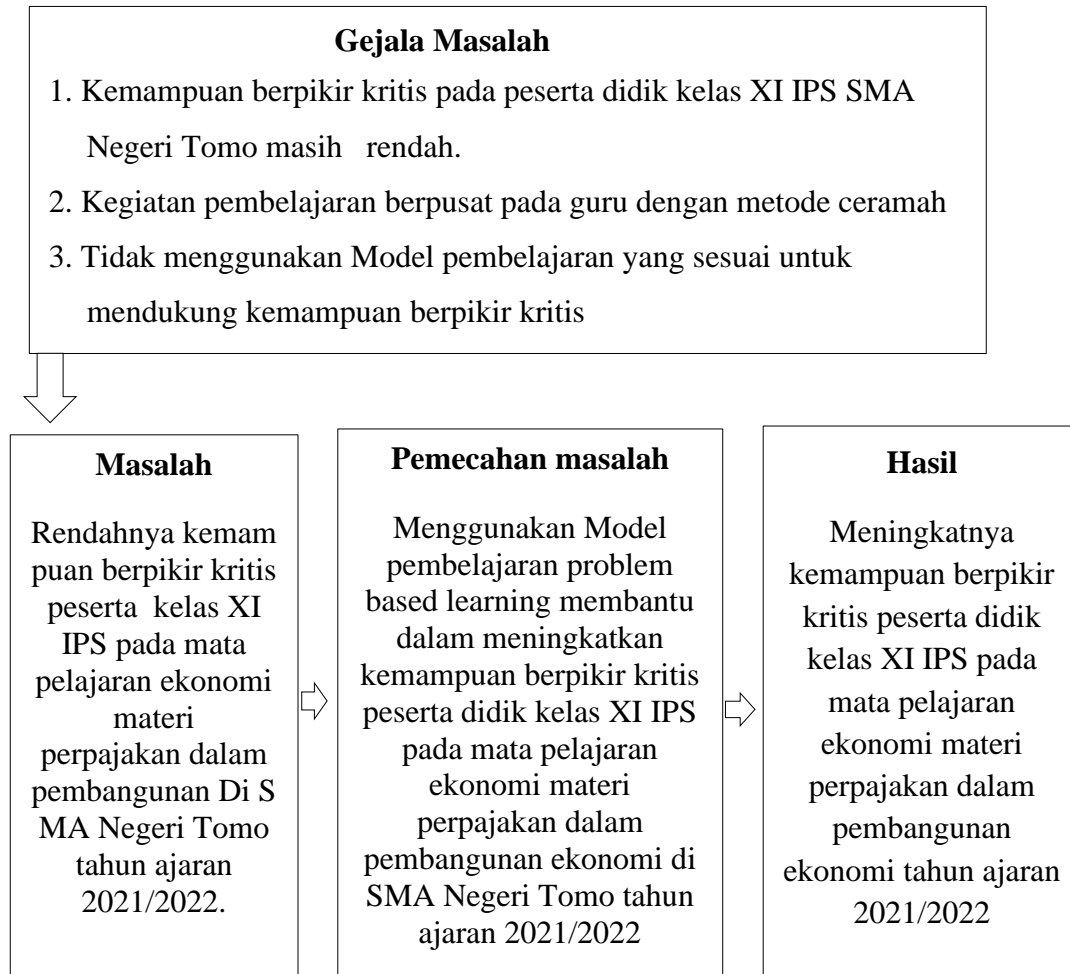 Gejala Masalah
1. Kemampuan berpikir kritis pada peserta didik kelas XI IPS SMA
Negeri Tomo masih rendah.
2. Kegiatan pembelajaran berpusat pada guru dengan metode ceramah
3. Tidak menggunakan Model pembelajaran yang sesuai untuk
mendukung kemampuan berpikir kritis
Masalah
Rendahnya kemam
puan berpikir kritis
peserta kelas XI
IPS pada mata
pelajaran ekonomi
materi
perpajakan dalam
pembangunan Di S
MA Negeri Tomo
tahun ajaran
2021/2022.
Pemecahan masalah
Menggunakan Model
pembelajaran problem
based learning membantu
dalam meningkatkan
kemampuan berpikir kritis
peserta didik kelas XI IPS
pada mata pelajaran
ekonomi materi
perpajakan dalam
pembangunan ekonomi di
SMA Negeri Tomo tahun
ajaran 2021/2022
Hasil
Meningkatnya
kemampuan berpikir
kritis peserta didik
kelas XI IPS pada
mata pelajaran
ekonomi materi
perpajakan dalam
pembangunan
ekonomi tahun ajaran
2021/2022